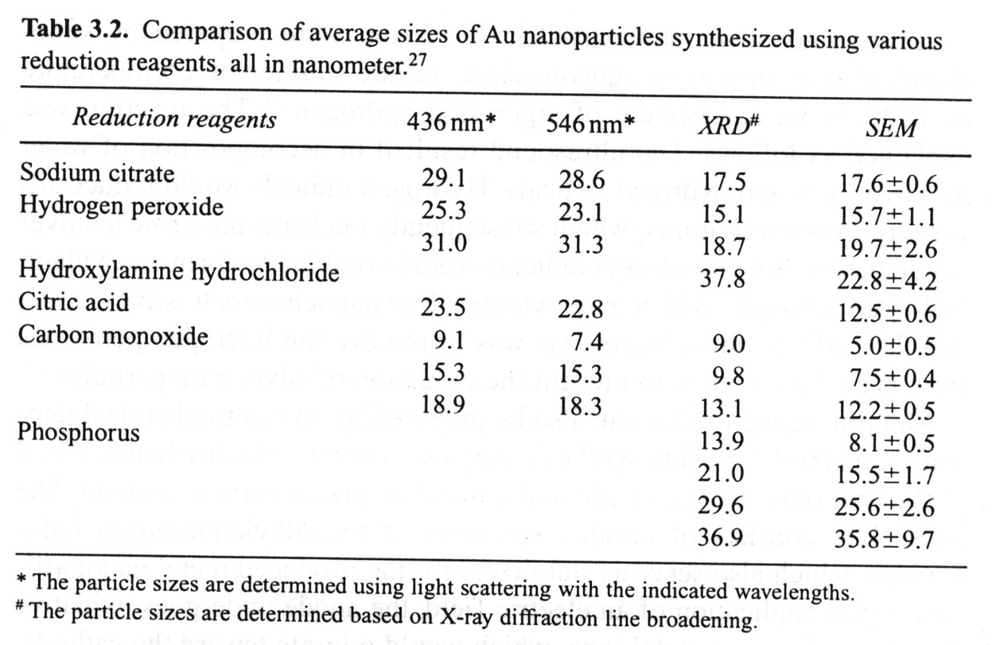 Table 3.2. Comparison of average sizes of Au nanoparticles synthesized using various
reduction reagents, all in nanometer.27
Reduction reagents 436 nm* 546 nm* XRD# SEM
Sodium citrate 29.1 28.6 17.5 17.6±0.6
Hydrogen peroxide 25.3 23.1 15.1 15.7±1.1
31.0 31.3 18.7 19.7±2.6
Hydroxylamine hydrochloride 37.8 22.8±4.2
Citric acid 23.5 22.8 12.5±0.6
Carbon monoxide 9.1 7.4 9.0 5.0±0.5
15.3 15.3 9.8 7.5±0.4
18.9 18.3 13.1 12.2±0.5
Phosphorus 13.9 8.1±0.5
21.0 15.5±1.7
29.6 25.6±2.6
36.9 35.8±9.7
* The particle sizes are determined using light scattering with the indicated wavelengths.
# The particle sizes are determined based on X-ray diffraction line broadening.